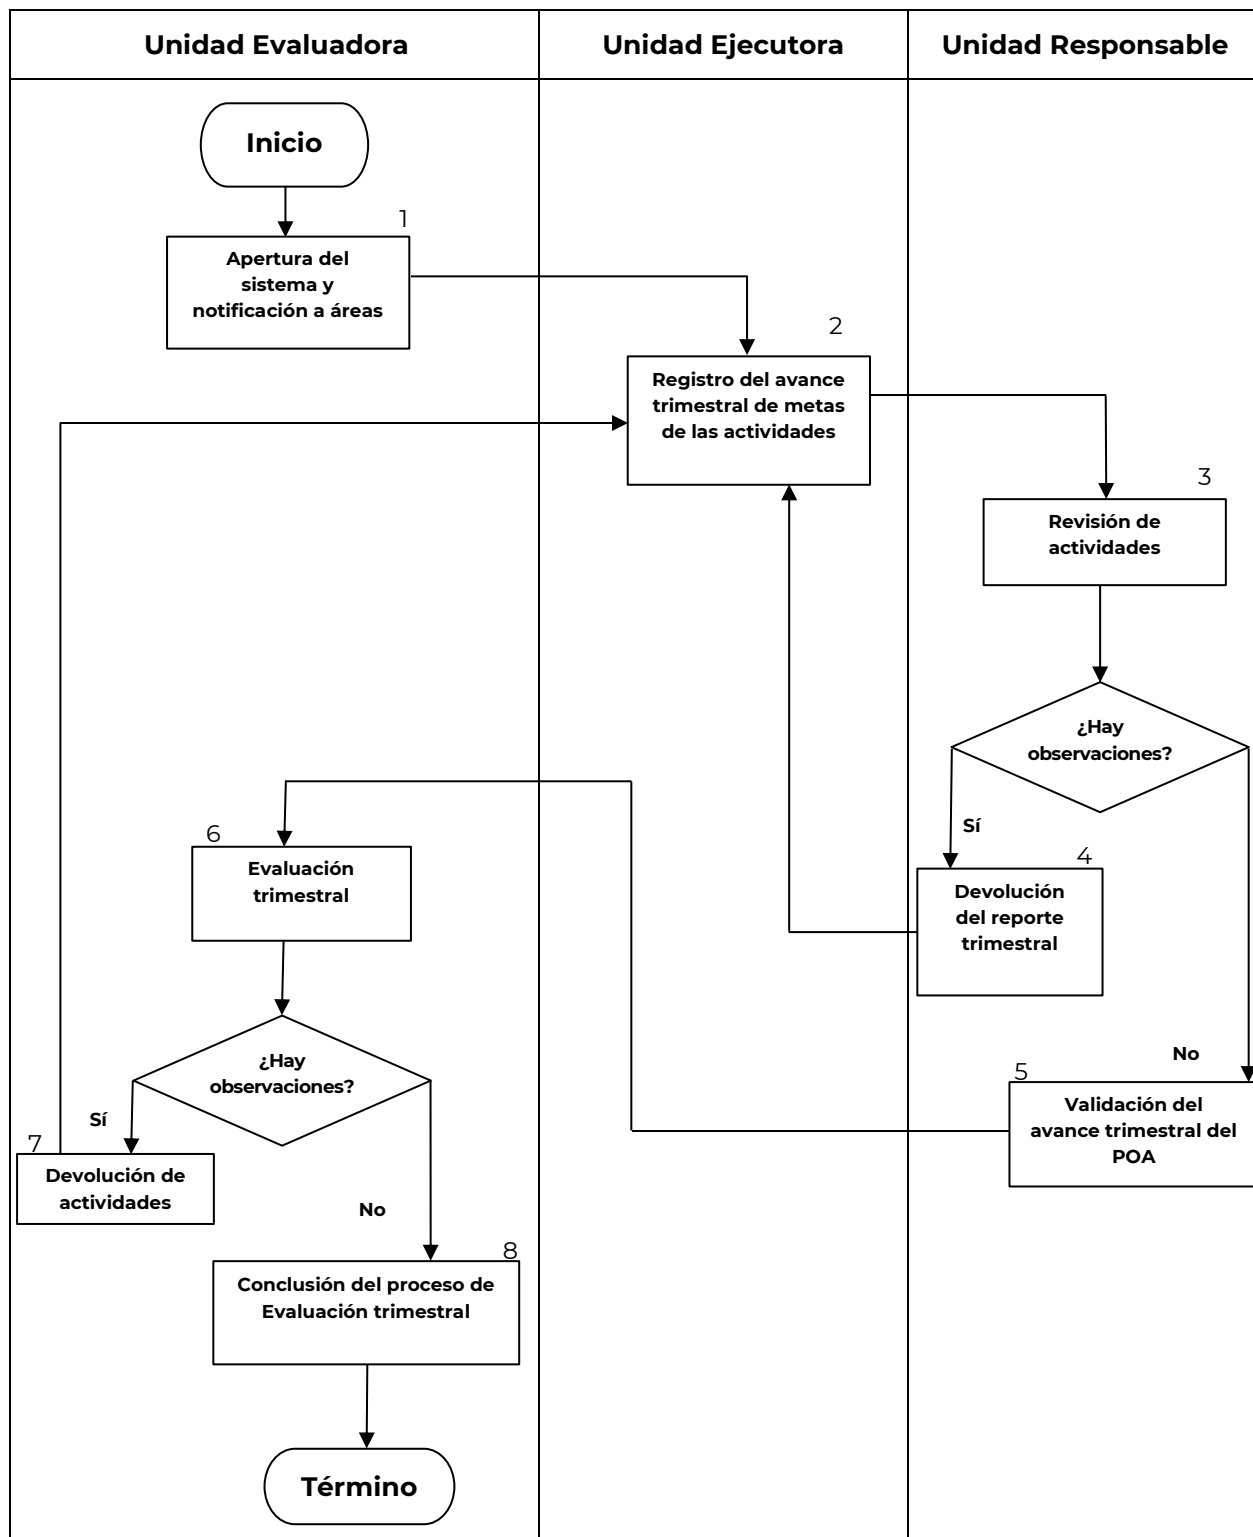 Unidad Evaluadora
Unidad Ejecutora
Unidad Responsable
Inicio
1
Apertura del
sistema y
notificación a áreas
2
Registro del avance
trimestral de metas
de las actividades
3
Revisión de
actividades
¿Hay
observaciones?
Sí
4
Devolución
del reporte
trimestral
No
5
Validación del
avance trimestral del
POA
6
Evaluación
trimestral
¿Hay
observaciones?
Sí
7
Devolución de
actividades
No
8
Conclusión del proceso de
Evaluación trimestral
Término